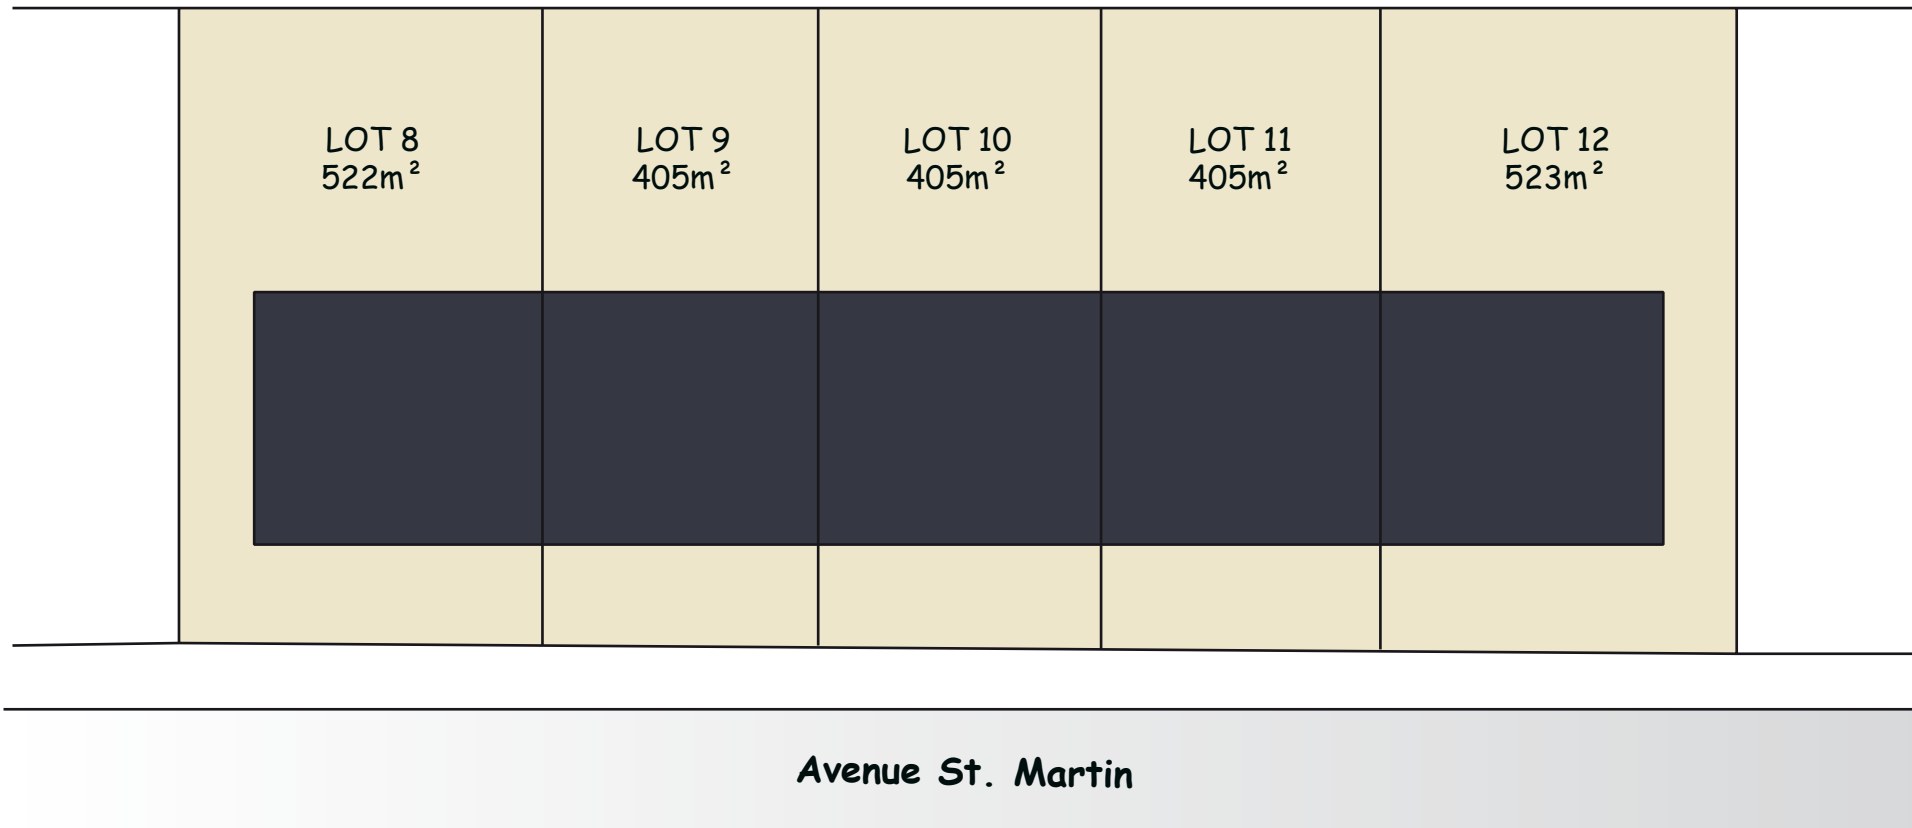 LOT 8
522m²
LOT 9
405m²
LOT 10
405m²
LOT 11
405m²
LOT 12
523m²
Avenue St. Martin